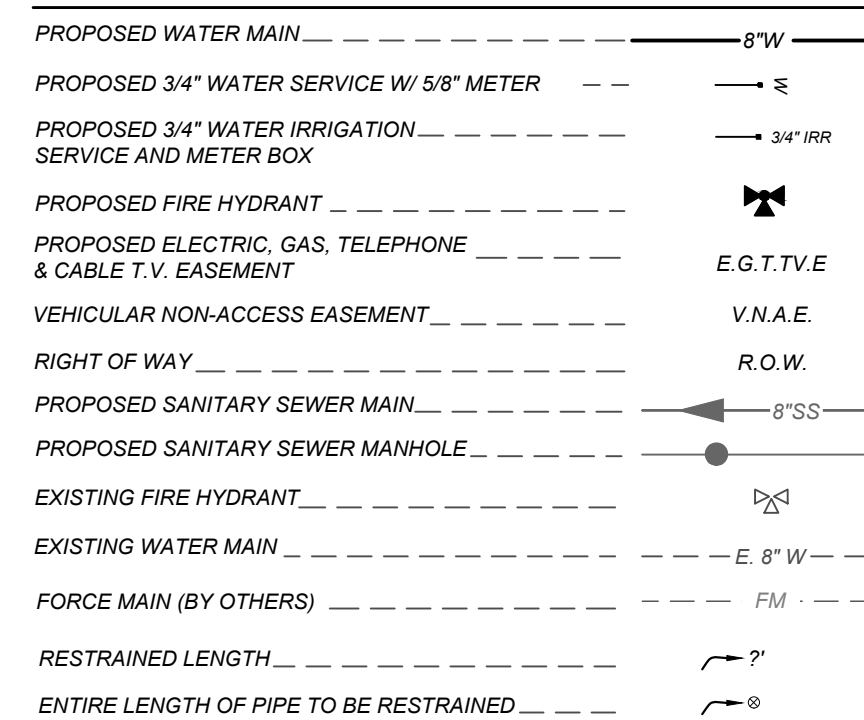 PROPOSED WATER MAIN 8"W
PROPOSED 3/4" WATER SERVICE W/ 5/8" METER
PROPOSED 3/4" WATER IRRIGATION 3/4" IRR
SERVICE AND METER BOX
PROPOSED FIRE HYDRANT
PROPOSED ELECTRIC, GAS, TELEPHONE
& CABLE T.V. EASEMENT E.G.T.TV.E
VEHICULAR NON-ACCESS EASEMENT V.N.A.E.
RIGHT OF WAY R.O.W.
PROPOSED SANITARY SEWER MAIN 8"SS
PROPOSED SANITARY SEWER MANHOLE
EXISTING FIRE HYDRANT
EXISTING WATER MAIN E. 8" W
FORCE MAIN (BY OTHERS) FM
RESTRAINED LENGTH ?'
ENTIRE LENGTH OF PIPE TO BE RESTRAINED